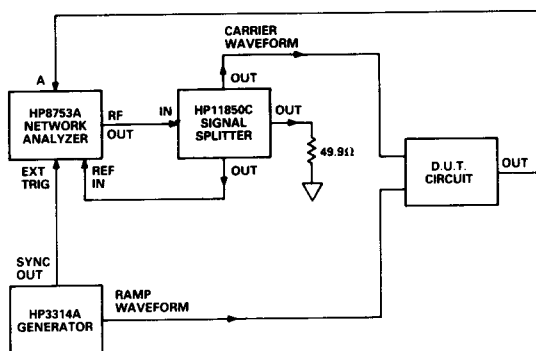 CARRIER
WAVEFORM
A
OUT
HP8753A
NETWORK
ANALYZER
RF
OUT
IN
HP11850C
SIGNAL
SPLITTER
OUT
49.9Ω
D.U.T.
CIRCUIT
OUT
EXT
TRIG
REF
IN
OUT
SYNC
OUT
HP3314A
GENERATOR
RAMP
WAVEFORM